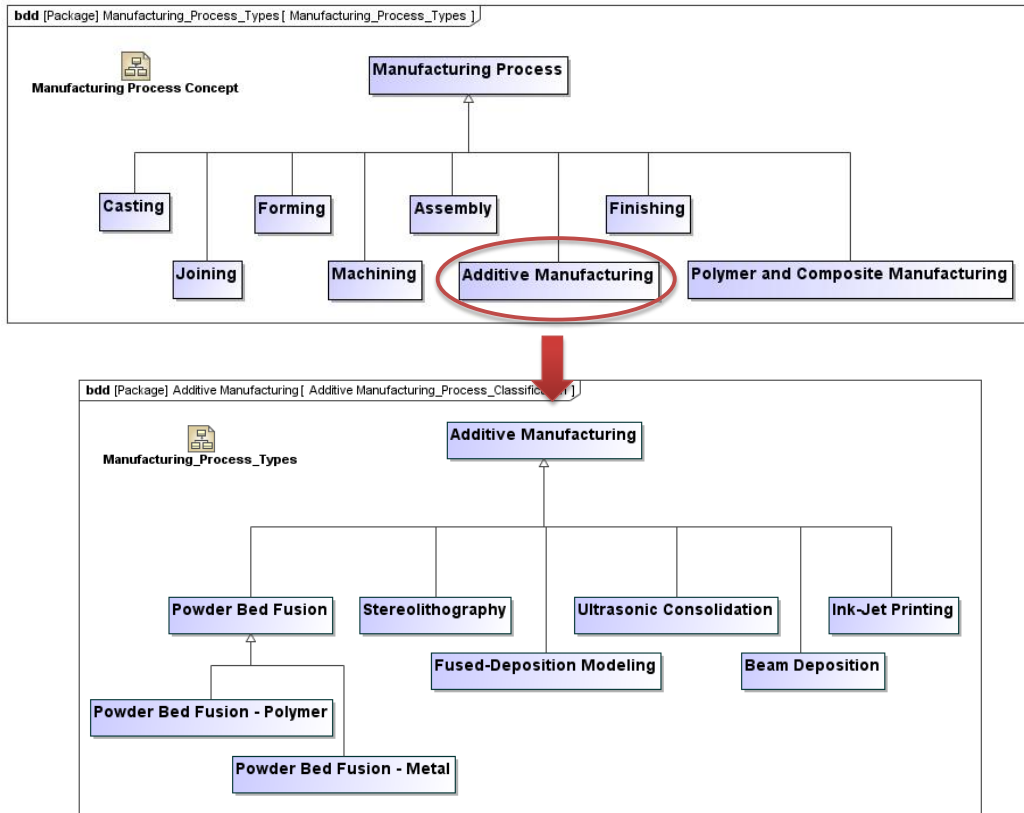 bdd [Package] Manufacturing_Process_Types [ Manufacturing_Process_Types ]
Manufacturing Process Concept
Manufacturing Process
Casting
Forming
Assembly
Finishing
Joining
Machining
Additive Manufacturing
Polymer and Composite Manufacturing
bdd [Package] Additive Manufacturing [ Additive Manufacturing_Process_Classific ]
Manufacturing_Process_Types
Additive Manufacturing
Powder Bed Fusion
Stereolithography
Ultrasonic Consolidation
Ink-Jet Printing
Fused-Deposition Modeling
Beam Deposition
Powder Bed Fusion - Polymer
Powder Bed Fusion - Metal